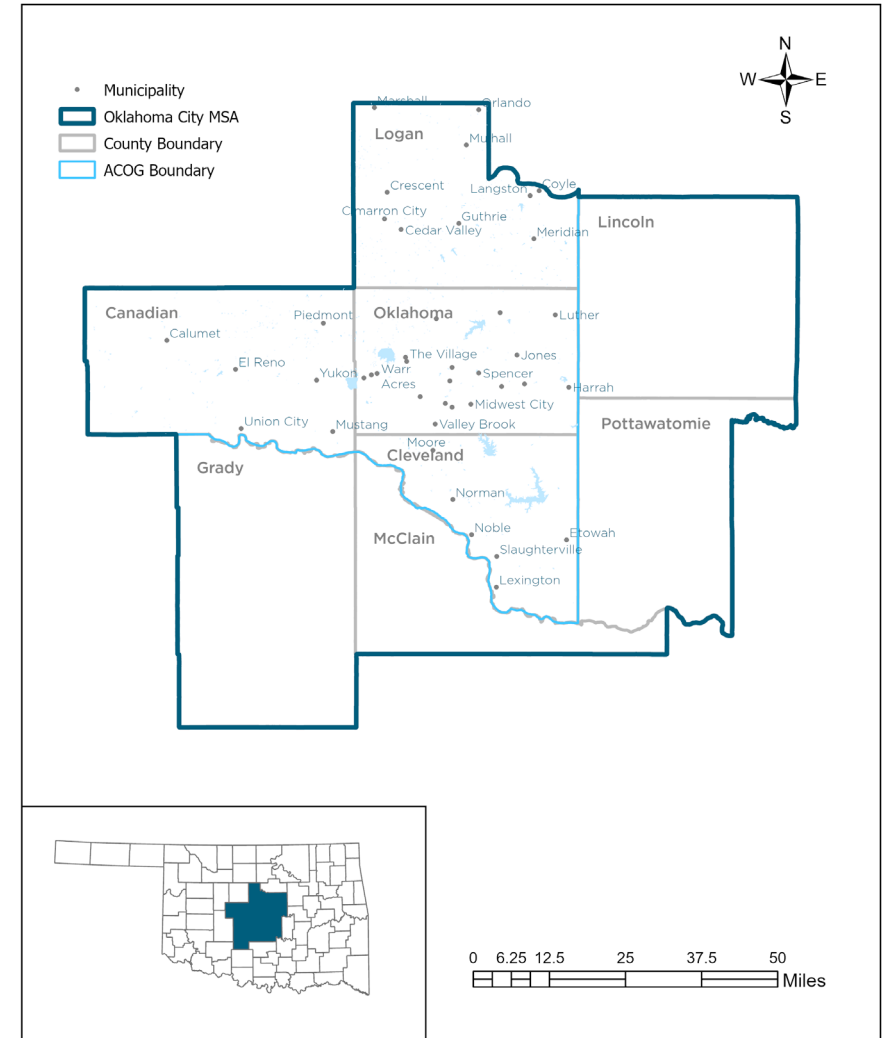 N
W E
S
Municipality
Oklahoma City MSA
County Boundary
ACOG Boundary
Marshall
Orlando
Logan
Mulhall
Crescent
Langston
Coyle
Cimarron City
Guthrie
Cedar Valley
Meridian
Lincoln
Canadian
Piedmont
Oklahoma
Luther
Calumet
The Village
Jones
El Reno
Yukon
Warr
Acres
Spencer
Harrah
Midwest City
Union City
Mustang
Valley Brook
Pottawatomie
Moore
Cleveland
Grady
Norman
McClain
Noble
Etowah
Slaughterville
Lexington
0 6.25 12.5 25 37.5 50
Miles